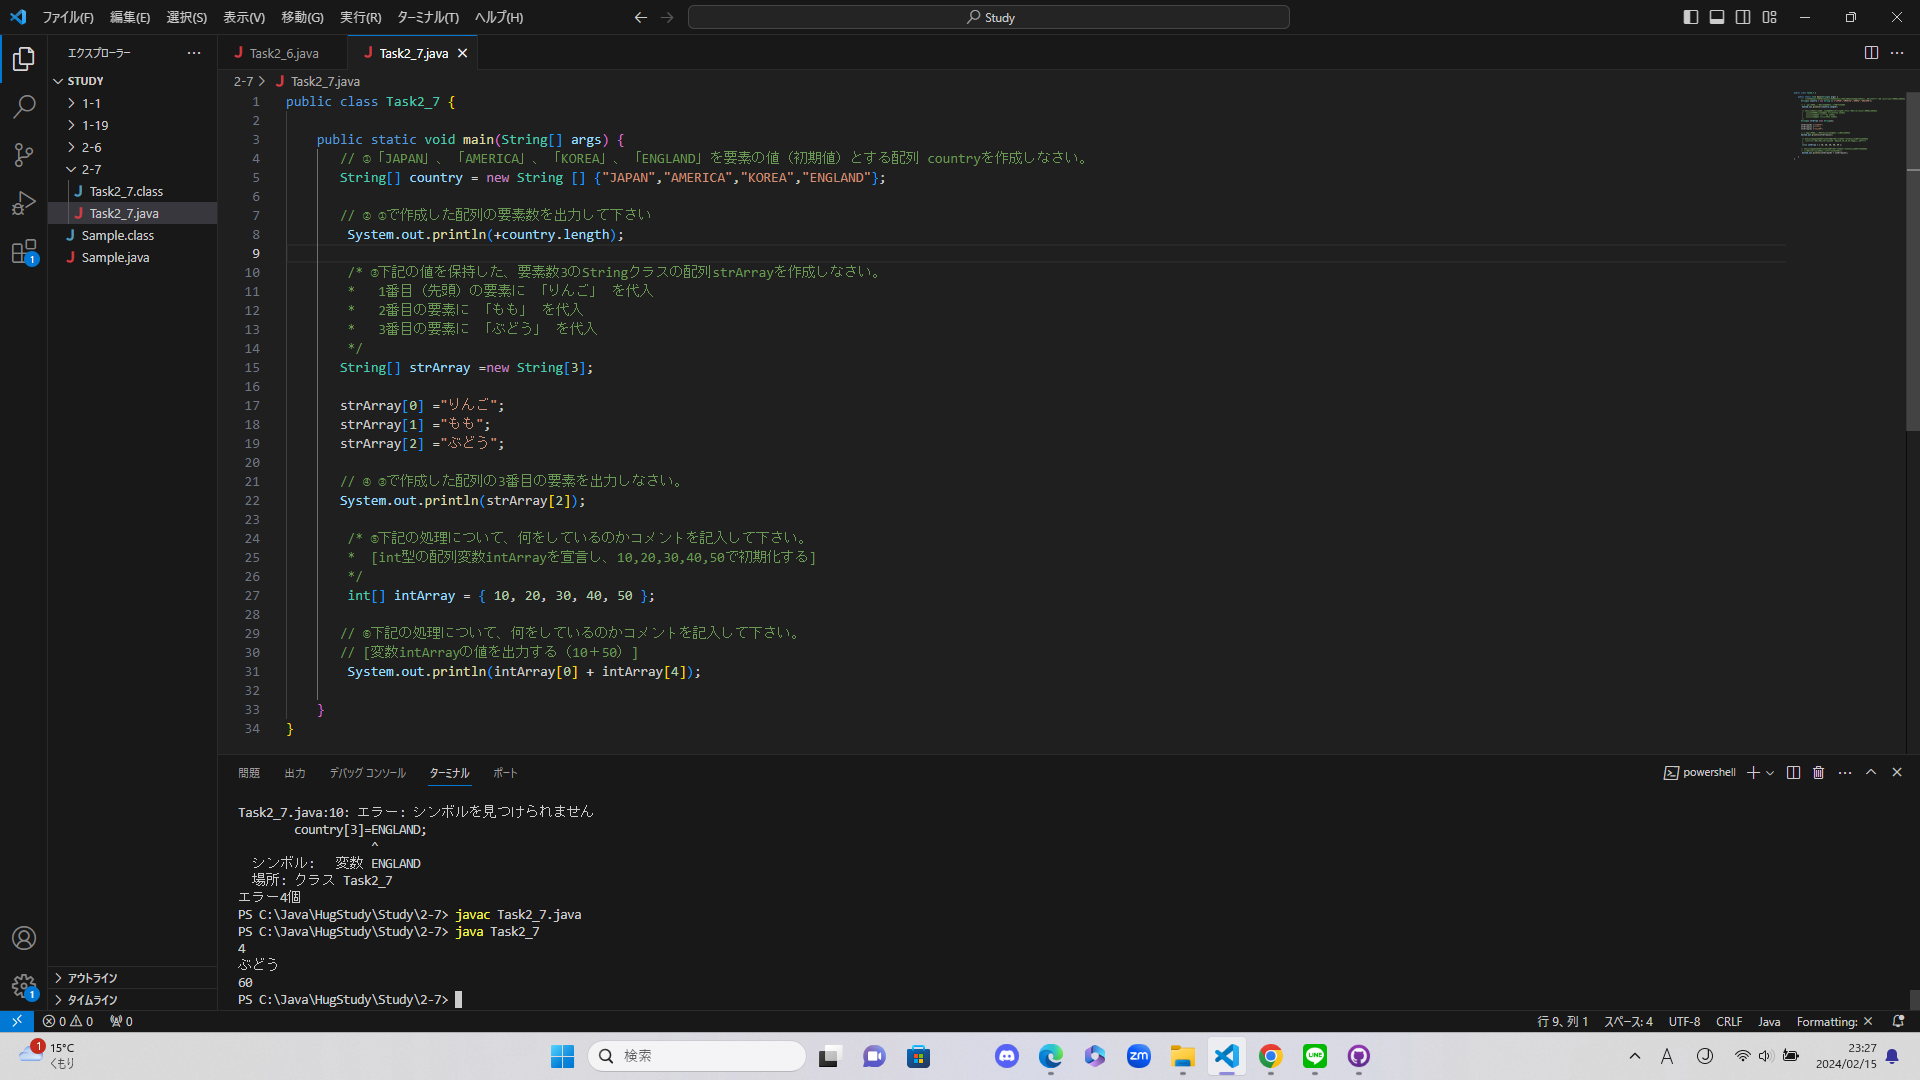 ファイル(F) 編集(E) 選択(S) 表示(V) 移動(G) 実行(R) ターミナル(T) ヘルプ(H)
Study
エクスプローラー
STUDY
1-1
1-19
2-6
2-7
Task2_7.class
Task2_7.java
Sample.class
Sample.java
アウトライン
タイムライン
Task2_6.java Task2_7.java
2-7 > Task2_7.java
1 public class Task2_7 {
2
3 public static void main(String[] args) {
4 // ①「JAPAN」、「AMERICA」、「KOREA」、「ENGLAND」を要素の値（初期値）とする配列 countryを作成しなさい。
5 String[] country = new String [] {"JAPAN","AMERICA","KOREA","ENGLAND"};
6
7 // ② ①で作成した配列の要素数を出力して下さい
8 System.out.println(+country.length);
9
10 /* ③下記の値を保持した、要素数3のStringクラスの配列strArrayを作成しなさい。
11 * 1番目（先頭）の要素に 「りんご」 を代入
12 * 2番目の要素に 「もも」 を代入
13 * 3番目の要素に 「ぶどう」 を代入
14 */
15 String[] strArray =new String[3];
16
17 strArray[0] ="りんご";
18 strArray[1] ="もも";
19 strArray[2] ="ぶどう";
20
21 // ④ ③で作成した配列の3番目の要素を出力しなさい。
22 System.out.println(strArray[2]);
23
24 /* ⑤下記の処理について、何をしているのかコメントを記入して下さい。
25 * [int型の配列変数intArrayを宣言し、10,20,30,40,50で初期化する]
26 */
27 int[] intArray = { 10, 20, 30, 40, 50 };
28
29 // ⑥下記の処理について、何をしているのかコメントを記入して下さい。
30 // [変数intArrayの値を出力する（10＋50）]
31 System.out.println(intArray[0] + intArray[4]);
32
33 }
34 }
問題 出力 デバッグ コンソール ターミナル ポート
powershell
Task2_7.java:10: エラー: シンボルを見つけられません
country[3]=ENGLAND;
^
シンボル: 変数 ENGLAND
場所: クラス Task2_7
エラー4個
PS C:\Java\HugStudy\Study\2-7> javac Task2_7.java
PS C:\Java\HugStudy\Study\2-7> java Task2_7
4
ぶどう
60
PS C:\Java\HugStudy\Study\2-7>
0 0 0
行 9、列 1 スペース: 4 UTF-8 CRLF Java Formatting: ×
1
15°C
くもり
検索
zm
LINE
A
23:27
2024/02/15